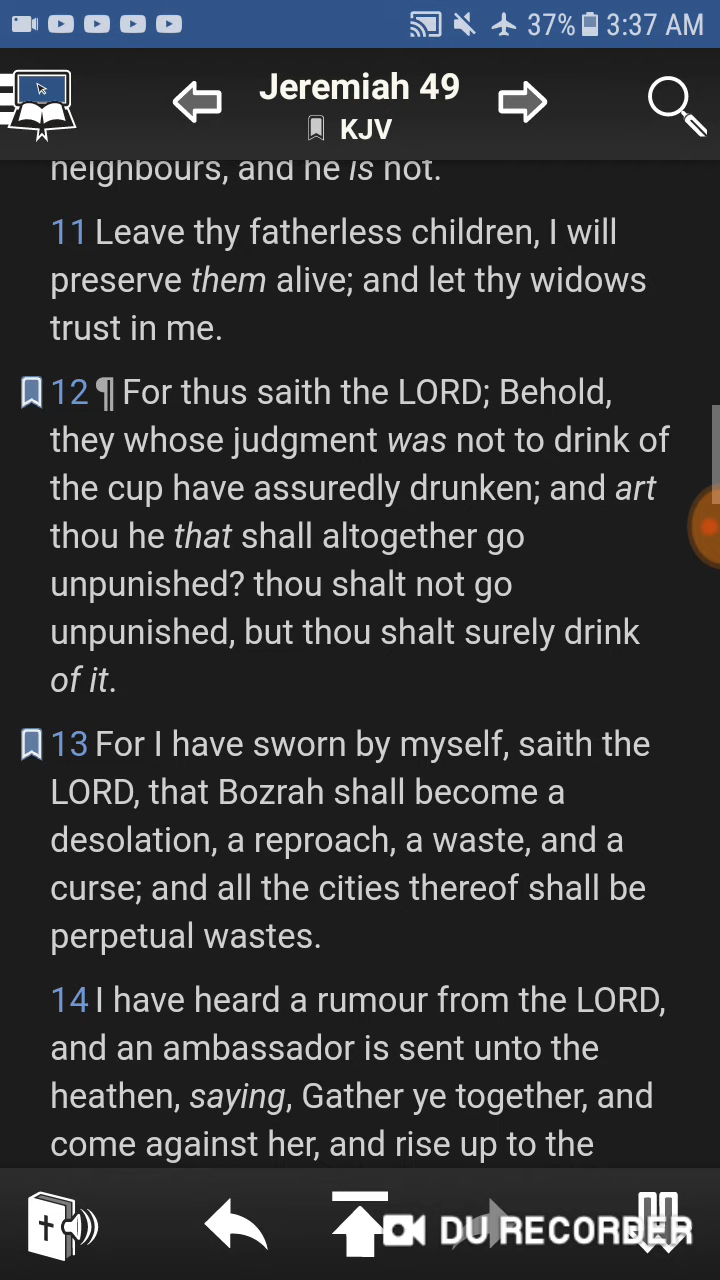 37% 3:37 AM
Jeremiah 49
KJV
neighbours, and he is not.
11 Leave thy fatherless children, I will
preserve them alive; and let thy widows
trust in me.
12 ¶ For thus saith the LORD; Behold,
they whose judgment was not to drink of
the cup have assuredly drunken; and art
thou he that shall altogether go
unpunished? thou shalt not go
unpunished, but thou shalt surely drink
of it.
13 For I have sworn by myself, saith the
LORD, that Bozrah shall become a
desolation, a reproach, a waste, and a
curse; and all the cities thereof shall be
perpetual wastes.
14 I have heard a rumour from the LORD,
and an ambassador is sent unto the
heathen, saying, Gather ye together, and
come against her, and rise up to the
DU RECORDER